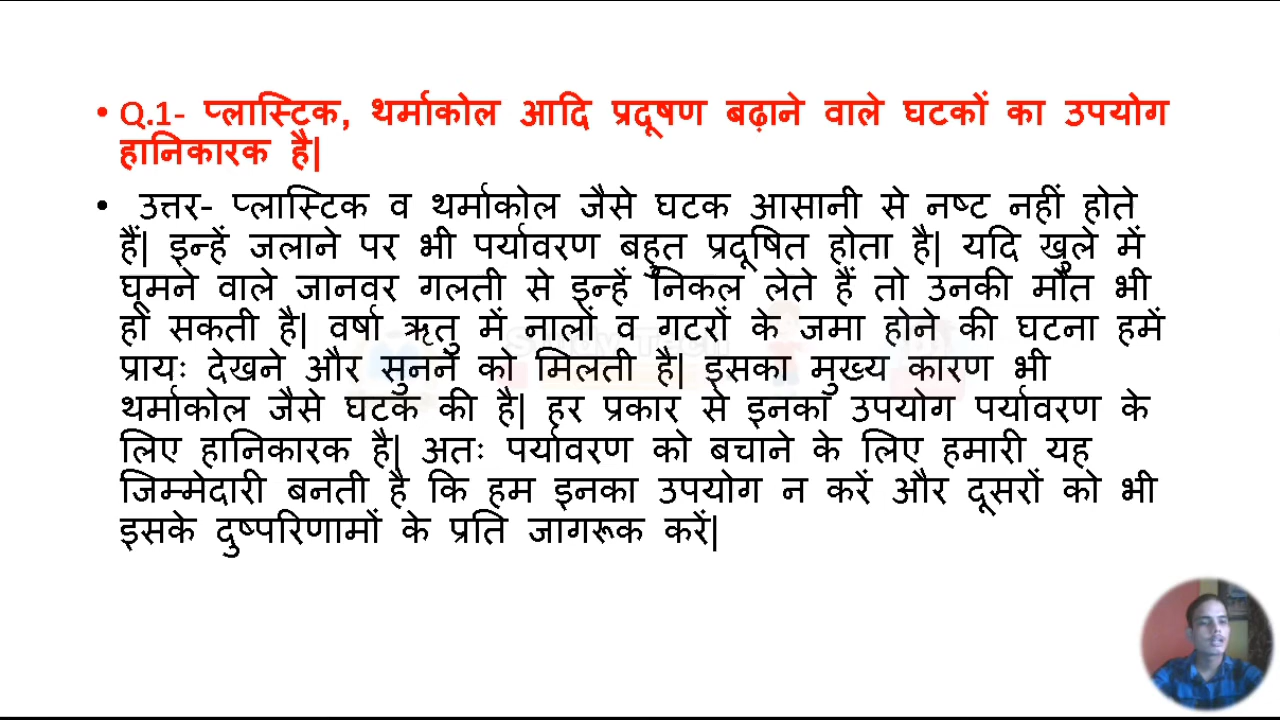 • Q.1- प्लास्टिक, थर्माकोल आदि प्रदूषण बढ़ाने वाले घटकों का उपयोग
हानिकारक है|
• उत्तर- प्लास्टिक व थर्माकोल जैसे घटक आसानी से नष्ट नहीं होते
हैं| इन्हें जलाने पर भी पर्यावरण बहुत प्रदूषित होता है| यदि खुले में
घूमने वाले जानवर गलती से इन्हें निकल लेते हैं तो उनकी मौत भी
हो सकती है| वर्षा ऋतु में नालों व गटरों के जमा होने की घटना हमें
प्रायः देखने और सुनने को मिलती है| इसका मुख्य कारण भी
थर्माकोल जैसे घटक की है| हर प्रकार से इनका उपयोग पर्यावरण के
लिए हानिकारक है| अतः पर्यावरण को बचाने के लिए हमारी यह
जिम्मेदारी बनती है कि हम इनका उपयोग न करें और दूसरों को भी
इसके दुष्परिणामों के प्रति जागरूक करें|
Study Tech